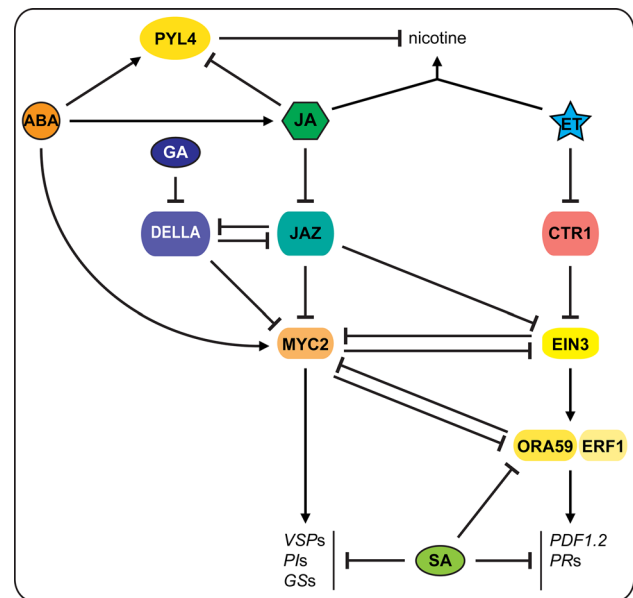 PYL4
nicotine
ABA
JA
ET
GA
DELLA
JAZ
CTR1
MYC2
EIN3
ORA59
ERF1
VSPs
PIs
GSs
SA
PDF1.2
PRs